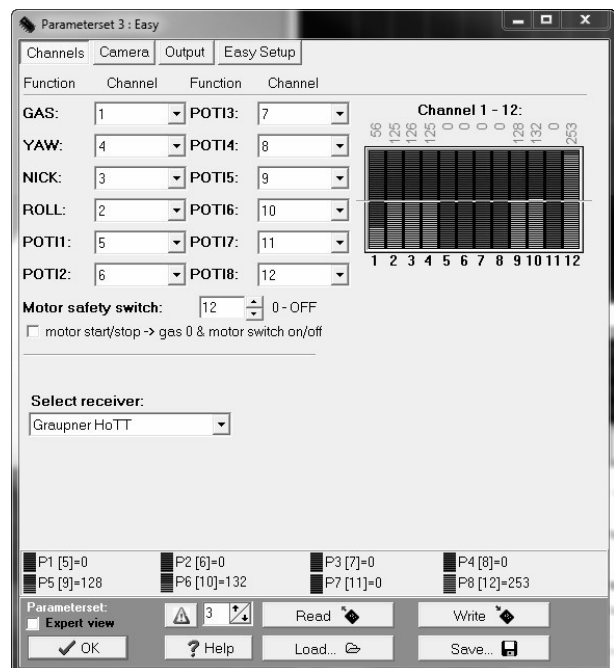 Parameterset 3 : Easy
Channels Camera Output Easy Setup
Function Channel Function Channel
GAS: 1 POTI3: 7
YAW: 4 POTI4: 8
NICK: 3 POTI5: 9
ROLL: 2 POTI6: 10
POTI1: 5 POTI7: 11
POTI2: 6 POTI8: 12
Channel 1 - 12:
56 125 126 125 0 0 0 0 128 132 0 253
1 2 3 4 5 6 7 8 9 10 11 12
Motor safety switch: 12 0 - OFF
motor start/stop -> gas 0 & motor switch on/off
Select receiver:
Graupner HoTT
P1 [5]=0 P2 [6]=0 P3 [7]=0 P4 [8]=0
P5 [9]=128 P6 [10]=132 P7 [11]=0 P8 [12]=253
Parameterset:
Expert view
3 Read Write
OK Help Load... Save...